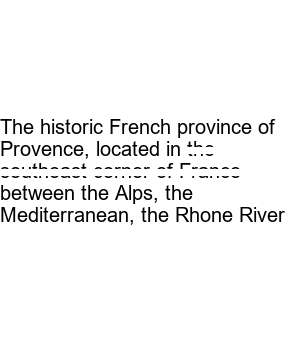 The historic French province of
Provence, located in the
southeast corner of France
between the Alps, the
Mediterranean, the Rhone River